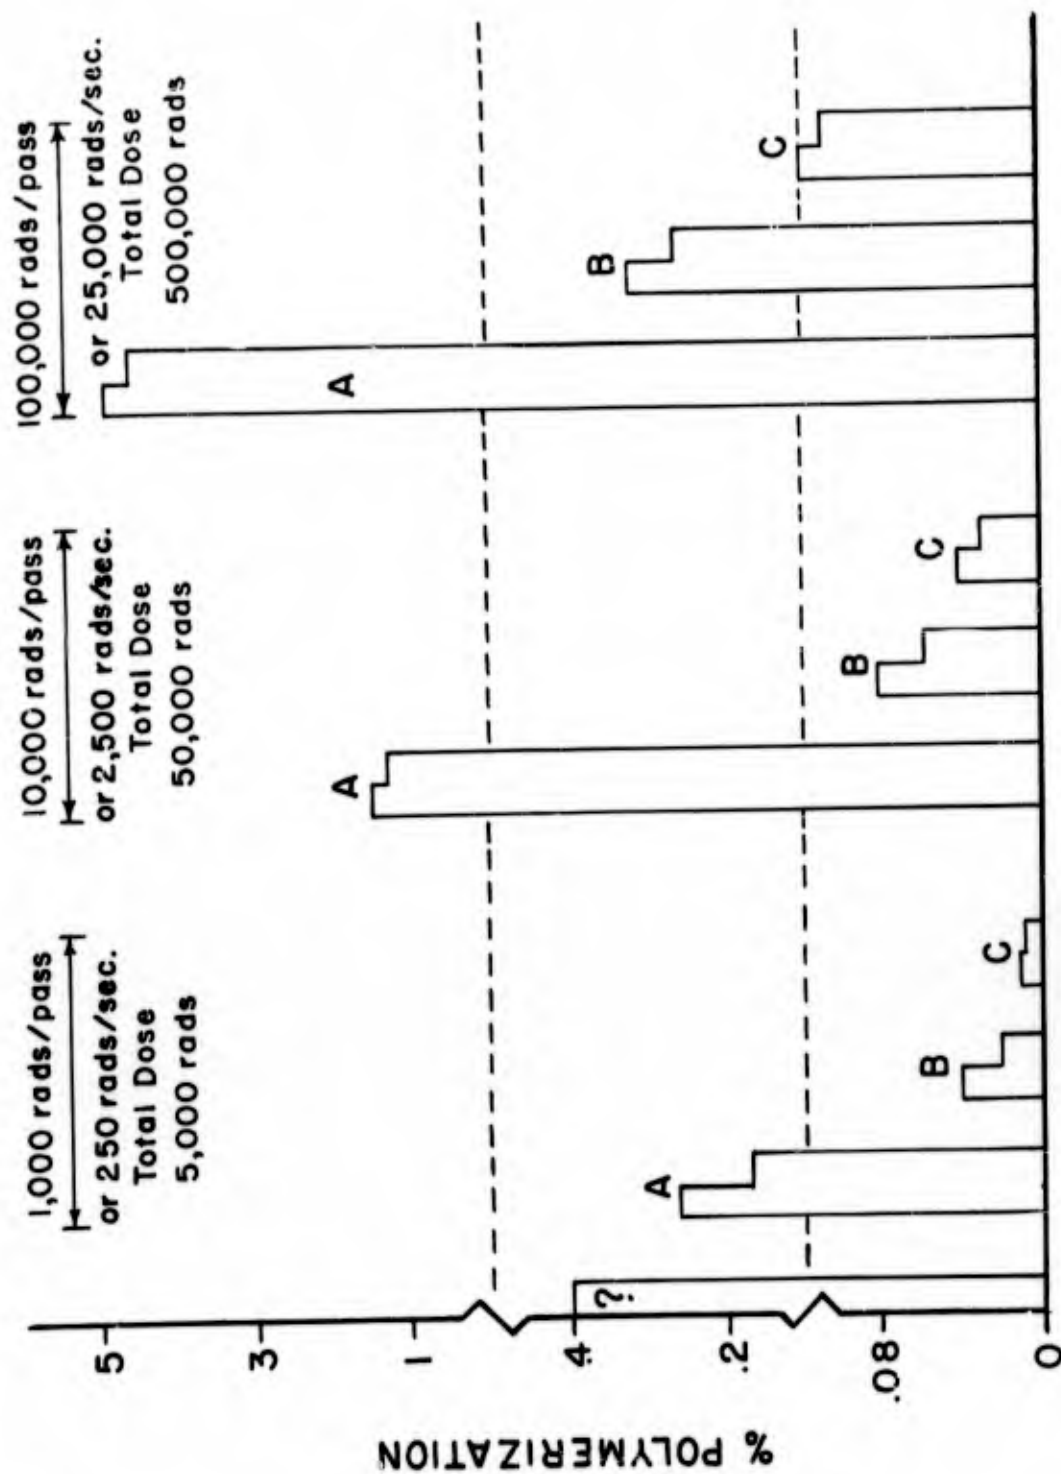 1,000 rads/pass
or 250 rads/sec.
Total Dose
5,000 rads
10,000 rads/pass
or 2,500 rads/sec.
Total Dose
50,000 rads
100,000 rads/pass
or 25,000 rads/sec.
Total Dose
500,000 rads
% POLYMERIZATION
5
3
1
.4
.2
.08
0
?
A
B
C
A
B
C
A
B
C